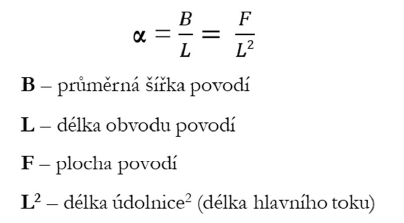 α = B/L = F/L²
B – průměrná šířka povodí
L – délka obvodu povodí
F – plocha povodí
L² – délka údolnice² (délka hlavního toku)